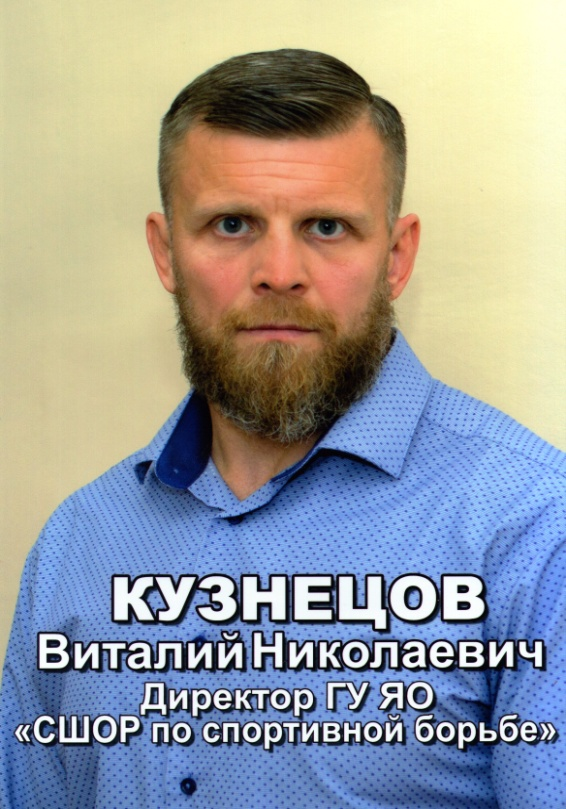 КУЗНЕЦОВ
Виталий Николаевич
Директор ГУ ЯО
«СШОР по спортивной борьбе»